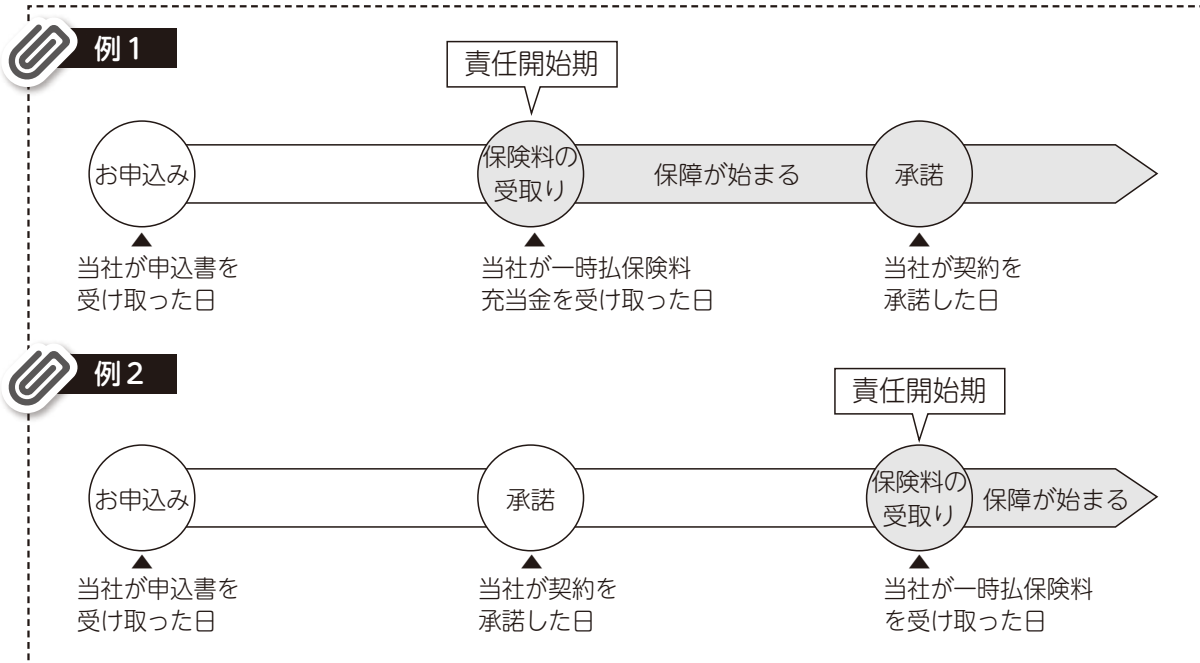 例1
責任開始期
お申込み
保険料の
受取り
保障が始まる
承諾
当社が申込書を
受け取った日
当社が一時払保険料
充当金を受け取った日
当社が契約を
承諾した日
例2
責任開始期
お申込み
承諾
保険料の
受取り
保障が始まる
当社が申込書を
受け取った日
当社が契約を
承諾した日
当社が一時払保険料
を受け取った日